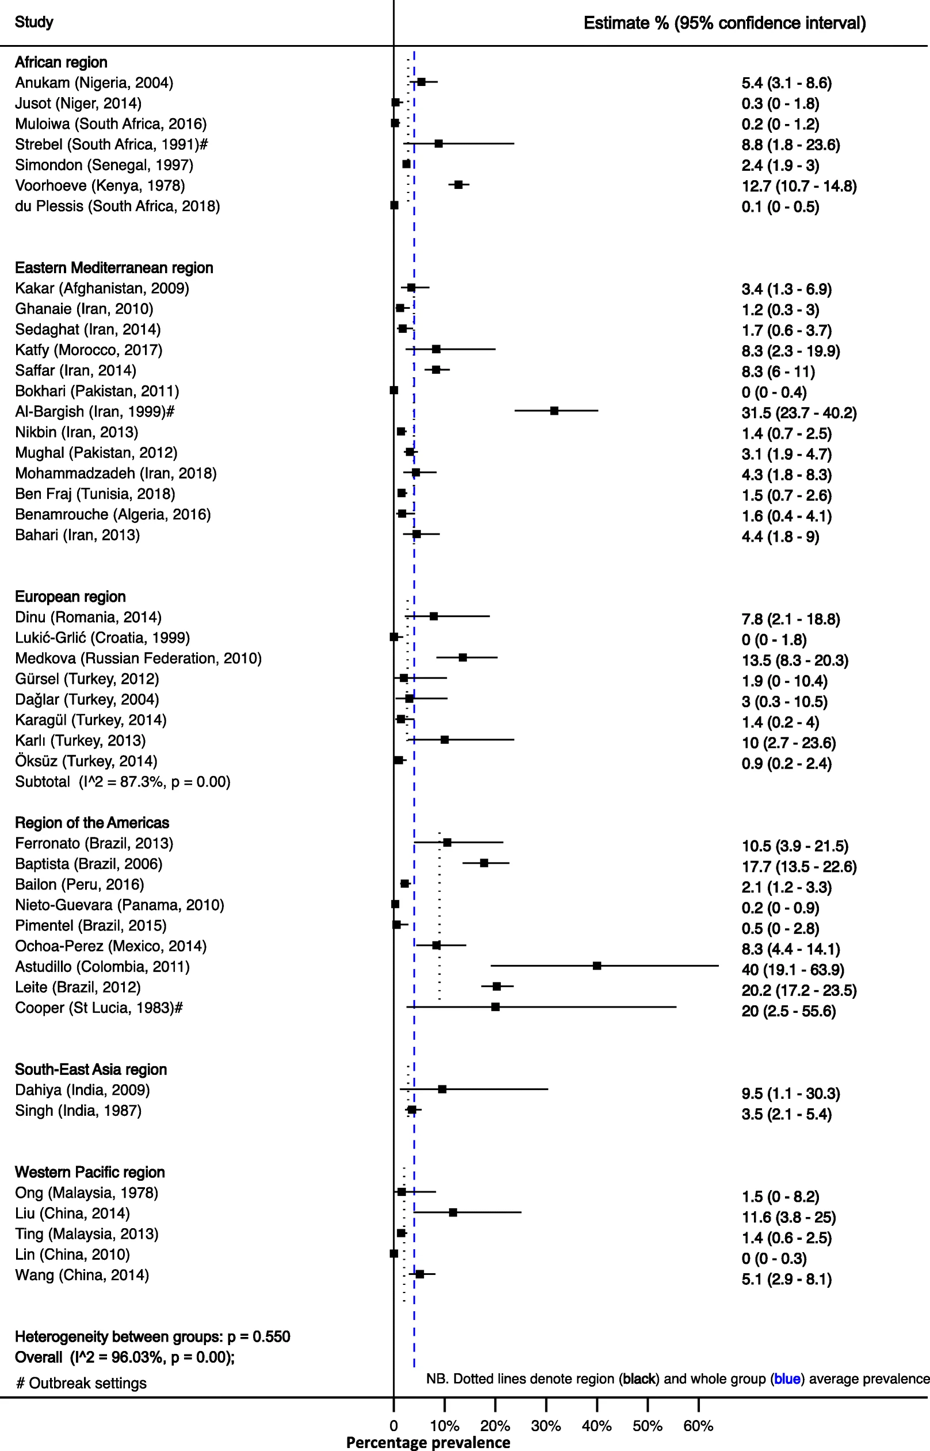 Study Estimate % (95% confidence interval)
African region
Anukam (Nigeria, 2004) 5.4 (3.1 - 8.6)
Jusot (Niger, 2014) 0.3 (0 - 1.8)
Muloiwa (South Africa, 2016) 0.2 (0 - 1.2)
Strebel (South Africa, 1991)# 8.8 (1.8 - 23.6)
Simondon (Senegal, 1997) 2.4 (1.9 - 3)
Voorhoeve (Kenya, 1978) 12.7 (10.7 - 14.8)
du Plessis (South Africa, 2018) 0.1 (0 - 0.5)
Eastern Mediterranean region
Kakar (Afghanistan, 2009) 3.4 (1.3 - 6.9)
Ghanaie (Iran, 2010) 1.2 (0.3 - 3)
Sedaghat (Iran, 2014) 1.7 (0.6 - 3.7)
Katfy (Morocco, 2017) 8.3 (2.3 - 19.9)
Saffar (Iran, 2014) 8.3 (6 - 11)
Bokhari (Pakistan, 2011) 0 (0 - 0.4)
Al-Bargish (Iran, 1999)# 31.5 (23.7 - 40.2)
Nikbin (Iran, 2013) 1.4 (0.7 - 2.5)
Mughal (Pakistan, 2012) 3.1 (1.9 - 4.7)
Mohammadzadeh (Iran, 2018) 4.3 (1.8 - 8.3)
Ben Fraj (Tunisia, 2018) 1.5 (0.7 - 2.6)
Benamrouche (Algeria, 2016) 1.6 (0.4 - 4.1)
Bahari (Iran, 2013) 4.4 (1.8 - 9)
European region
Dinu (Romania, 2014) 7.8 (2.1 - 18.8)
Lukić-Grlić (Croatia, 1999) 0 (0 - 1.8)
Medkova (Russian Federation, 2010) 13.5 (8.3 - 20.3)
Gürsel (Turkey, 2012) 1.9 (0 - 10.4)
Dağlar (Turkey, 2004) 3 (0.3 - 10.5)
Karagül (Turkey, 2014) 1.4 (0.2 - 4)
Karlı (Turkey, 2013) 10 (2.7 - 23.6)
Öksüz (Turkey, 2014) 0.9 (0.2 - 2.4)
Subtotal (I^2 = 87.3%, p = 0.00)
Region of the Americas
Ferronato (Brazil, 2013) 10.5 (3.9 - 21.5)
Baptista (Brazil, 2006) 17.7 (13.5 - 22.6)
Bailon (Peru, 2016) 2.1 (1.2 - 3.3)
Nieto-Guevara (Panama, 2010) 0.2 (0 - 0.9)
Pimentel (Brazil, 2015) 0.5 (0 - 2.8)
Ochoa-Perez (Mexico, 2014) 8.3 (4.4 - 14.1)
Astudillo (Colombia, 2011) 40 (19.1 - 63.9)
Leite (Brazil, 2012) 20.2 (17.2 - 23.5)
Cooper (St Lucia, 1983)# 20 (2.5 - 55.6)
South-East Asia region
Dahiya (India, 2009) 9.5 (1.1 - 30.3)
Singh (India, 1987) 3.5 (2.1 - 5.4)
Western Pacific region
Ong (Malaysia, 1978) 1.5 (0 - 8.2)
Liu (China, 2014) 11.6 (3.8 - 25)
Ting (Malaysia, 2013) 1.4 (0.6 - 2.5)
Lin (China, 2010) 0 (0 - 0.3)
Wang (China, 2014) 5.1 (2.9 - 8.1)
Heterogeneity between groups: p = 0.550
Overall (I^2 = 96.03%, p = 0.00);
# Outbreak settings NB. Dotted lines denote region (black) and whole group (blue) average prevalence
0 10% 20% 30% 40% 50% 60%
Percentage prevalence